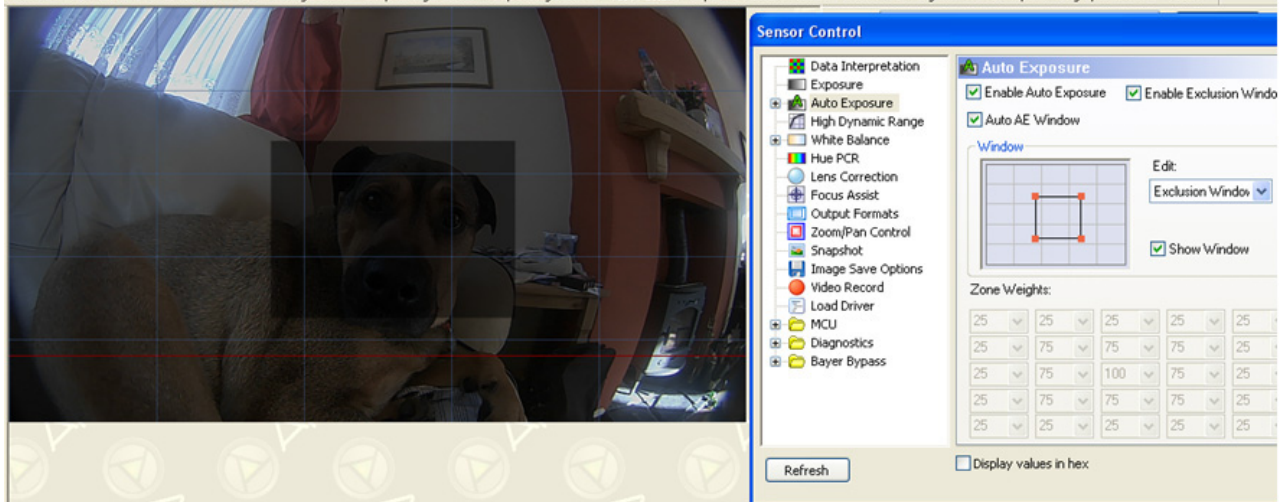 Sensor Control
Data Interpretation
Exposure
Auto Exposure
High Dynamic Range
White Balance
Hue PCR
Lens Correction
Focus Assist
Output Formats
Zoom/Pan Control
Snapshot
Image Save Options
Video Record
Load Driver
MCU
Diagnostics
Bayer Bypass
Refresh
Auto Exposure
Enable Auto Exposure Enable Exclusion Windo
Auto AE Window
Window
Edit:
Exclusion Window
Show Window
Zone Weights:
25 25 25 25 25
25 75 75 75 25
25 75 100 75 25
25 75 75 75 25
25 25 25 25 25
Display values in hex